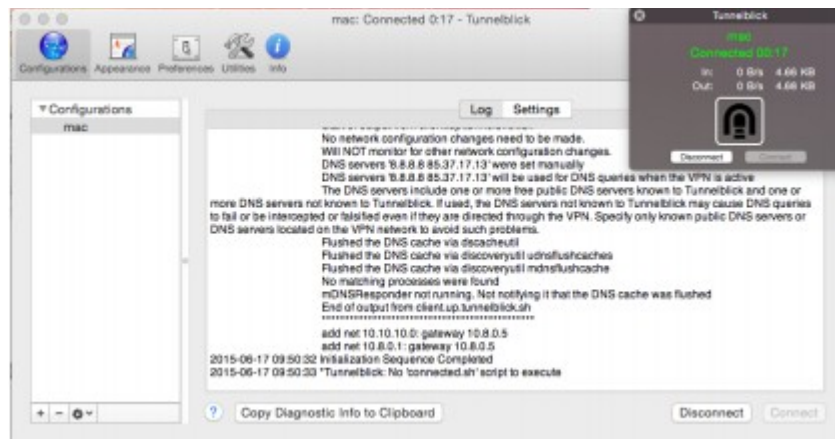 mac: Connected 0:17 - Tunnelblick
Configurations Appearance Preferences Utilities Info
Tunnelblick
mac
Connected 00:17
In: 0 B/s 4.66 KB
Out: 0 B/s 4.66 KB
Disconnect Connect
Configurations
mac
Log Settings
No network configuration changes need to be made.
Will NOT monitor for other network configuration changes.
DNS servers '8.8.8.8 85.37.17.13' were set manually
DNS servers '8.8.8.8 85.37.17.13' will be used for DNS queries when the VPN is active
The DNS servers include one or more free public DNS servers known to Tunnelblick and one or
more DNS servers not known to Tunnelblick. If used, the DNS servers not known to Tunnelblick may cause DNS queries
to fail or be intercepted or falsified even if they are directed through the VPN. Specify only known public DNS servers or
DNS servers located on the VPN network to avoid such problems.
Flushed the DNS cache via dscacheutil
Flushed the DNS cache via discoveryutil udnsflushcaches
Flushed the DNS cache via discoveryutil mdnsflushcache
No matching processes were found
mDNSResponder not running. Not notifying it that the DNS cache was flushed
End of output from client.up.tunnelblick.sh
**********************************************
add net 10.10.10.0: gateway 10.8.0.5
add net 10.8.0.1: gateway 10.8.0.5
2015-06-17 09:50:32 Initialization Sequence Completed
2015-06-17 09:50:33 *Tunnelblick: No 'connected.sh' script to execute
+ - ? Copy Diagnostic Info to Clipboard Disconnect Connect